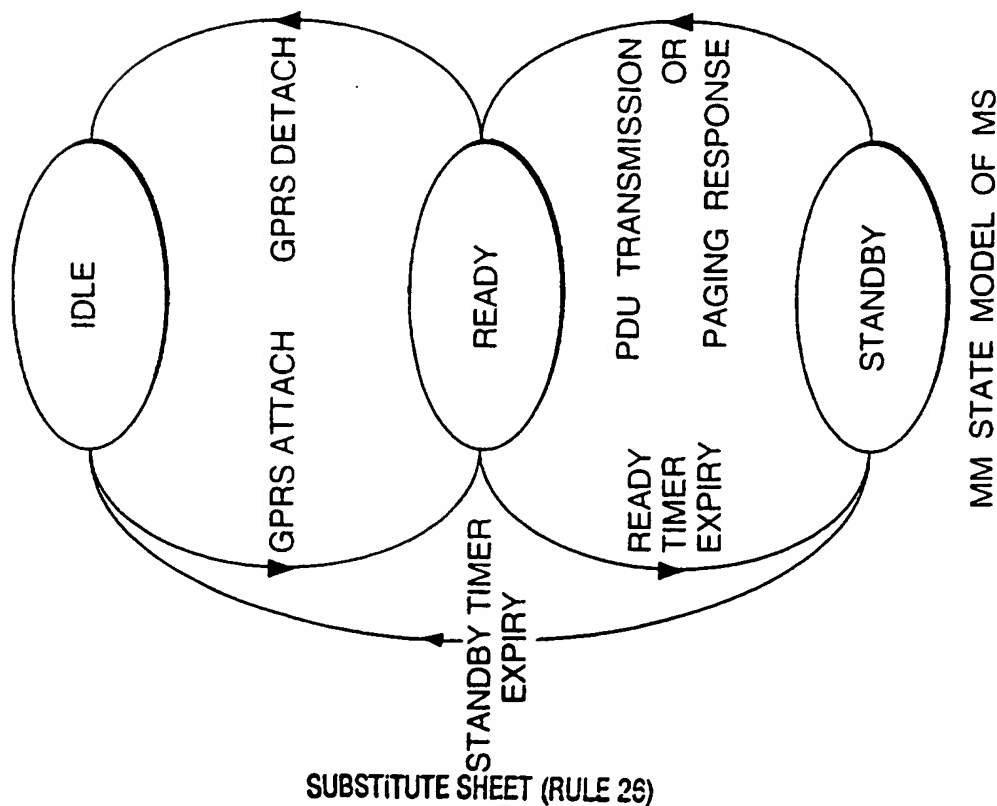 IDLE
GPRS ATTACH
GPRS DETACH
READY
STANDBY TIMER
EXPIRY
READY
TIMER
EXPIRY
PDU TRANSMISSION
OR
PAGING RESPONSE
STANDBY
MM STATE MODEL OF MS
SUBSTITUTE SHEET (RULE 26)